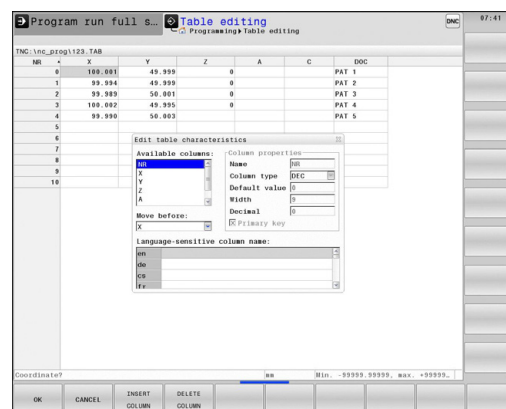 Program run full s… Table editing DNC 07:41
Programming▸Table editing
TNC:\nc_prog\123.TAB
NR X Y Z A C DOC
0 100.001 49.999 0 PAT 1
1 99.994 49.999 0 PAT 2
2 99.989 50.001 0 PAT 3
3 100.002 49.995 0 PAT 4
4 99.990 50.003 PAT 5
5
6
7
8
9
10
Edit table characteristics
Available columns:
NR
X
Y
Z
A
Move before:
X
Column properties
Name NR
Column type DEC
Default value 0
Width 9
Decimal 0
Primary key
Language-sensitive column name:
en
de
cs
fr
Coordinate? mm Min. -99999.99999, max. +99999…
OK CANCEL INSERT COLUMN DELETE COLUMN